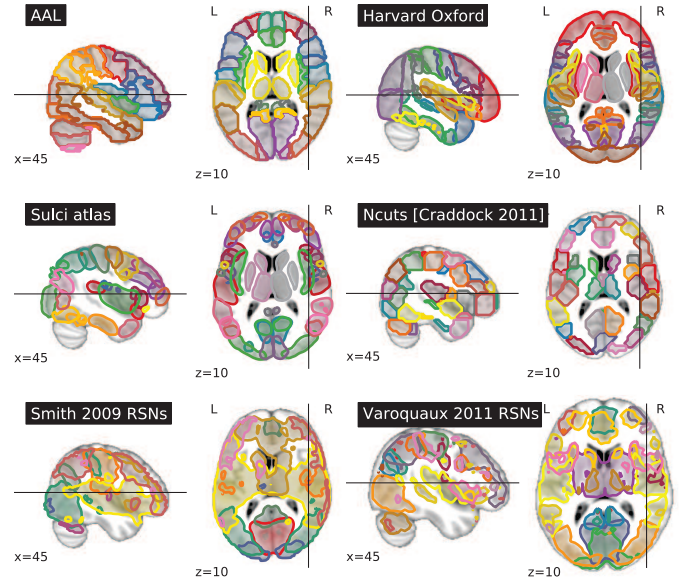 AAL
L
R
Harvard Oxford
L
R
x=45
z=10
x=45
z=10
Sulci atlas
L
R
Ncuts [Craddock 2011]
L
R
x=45
z=10
x=45
z=10
Smith 2009 RSNs
L
R
Varoquaux 2011 RSNs
L
R
x=45
z=10
x=45
z=10